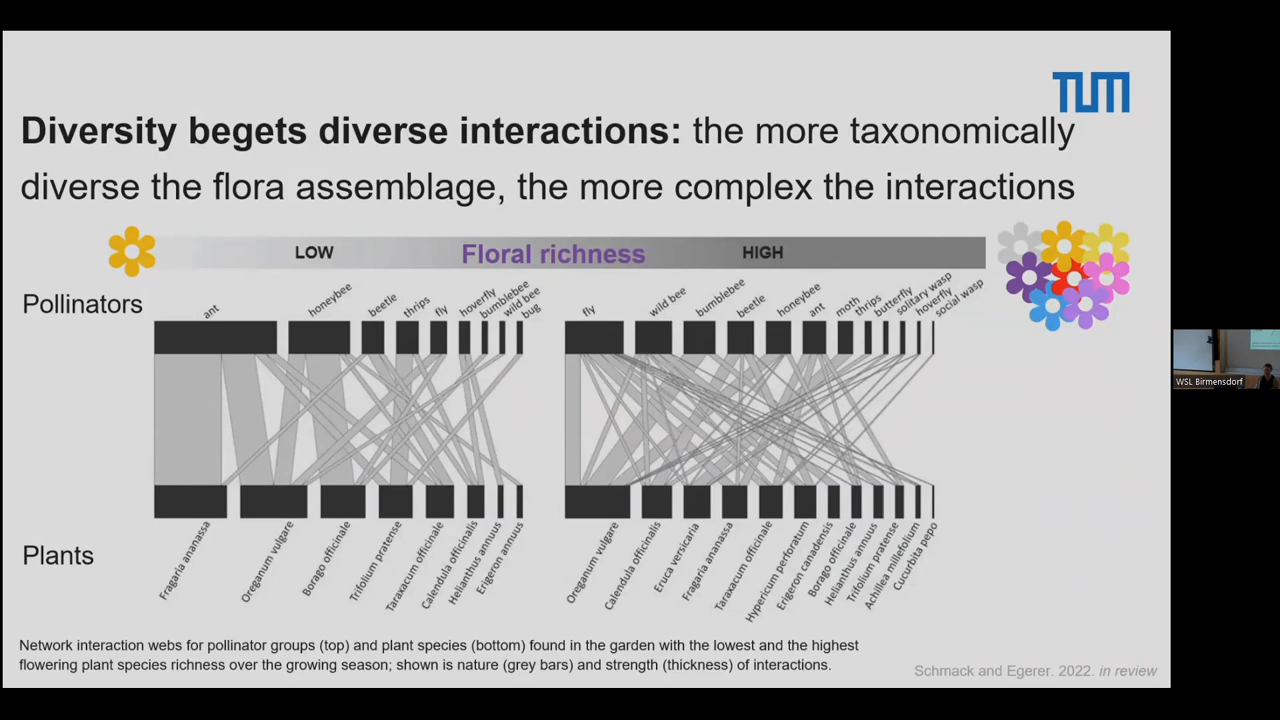 TUM
Diversity begets diverse interactions: the more taxonomically
diverse the flora assemblage, the more complex the interactions
LOW Floral richness HIGH
Pollinators
ant honeybee beetle thrips fly hoverfly bumblebee wild bee bug
fly wild bee bumblebee beetle honeybee ant moth thrips butterfly solitary wasp hoverfly social wasp
WSL Birmensdorf
Plants
Fragaria ananassa Oreganum vulgare Borago officinale Trifolium pratense Taraxacum officinale Calendula officinalis Helianthus annuus Erigeron annuus
Oreganum vulgare Calendula officinalis Eruca versicaria Fragaria ananassa Taraxacum officinale Hypericum perforatum Erigeron canadensis Borago officinale Helianthus annuus Trifolium pratense Achillea millefolium Cucurbita pepo
Network interaction webs for pollinator groups (top) and plant species (bottom) found in the garden with the lowest and the highest
flowering plant species richness over the growing season; shown is nature (grey bars) and strength (thickness) of interactions.
Schmack and Egerer. 2022. in review